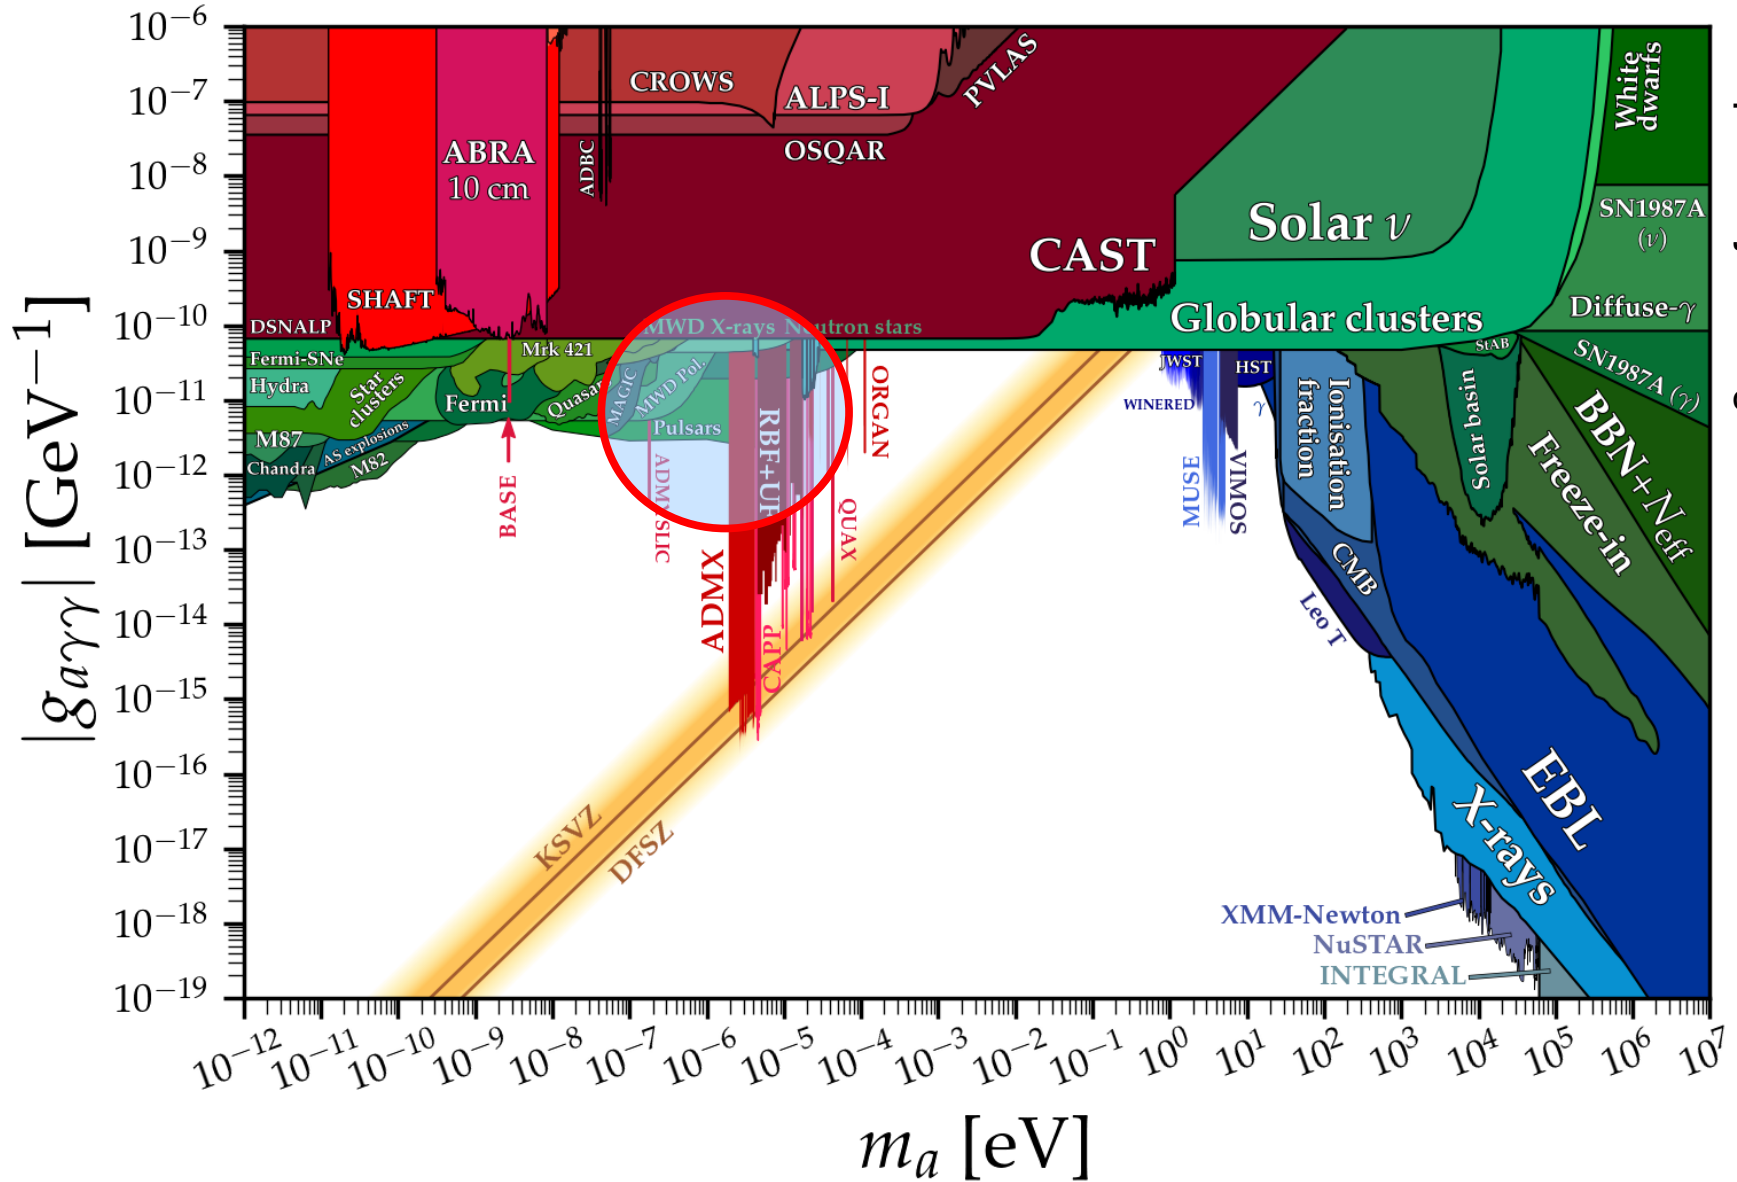 10⁻⁶
10⁻⁷
10⁻⁸
10⁻⁹
10⁻¹⁰
10⁻¹¹
10⁻¹²
10⁻¹³
10⁻¹⁴
10⁻¹⁵
10⁻¹⁶
10⁻¹⁷
10⁻¹⁸
10⁻¹⁹
|gₐγγ| [GeV⁻¹]
CROWS
ALPS-I
PVLAS
OSQAR
ABRA
10 cm
ADBC
SHAFT
CAST
Solar ν
Globular clusters
White
dwarfs
SN1987A
(ν)
Diffuse-γ
SN1987A (γ)
DSNALP
Fermi-SNe
Hydra
Star
clusters
M87
Chandra
AS explosions
M82
Mrk 421
Fermi
Quasars
BASE
MWD X-rays
Neutron stars
MAGIC
MWD Pol.
Pulsars
ADMX
SLIC
RBF+UF
ORGAN
QUAX
ADMX
CAPP
KSVZ
DFSZ
JWST
HST
WINERED
γ
MUSE
VIMOS
Ionisation
fraction
StAB
Solar basin
BBN+Neff
Freeze-in
CMB
Leo T
EBL
X-rays
XMM-Newton
NuSTAR
INTEGRAL
10⁻¹²
10⁻¹¹
10⁻¹⁰
10⁻⁹
10⁻⁸
10⁻⁷
10⁻⁶
10⁻⁵
10⁻⁴
10⁻³
10⁻²
10⁻¹
10⁰
10¹
10²
10³
10⁴
10⁵
10⁶
10⁷
mₐ [eV]